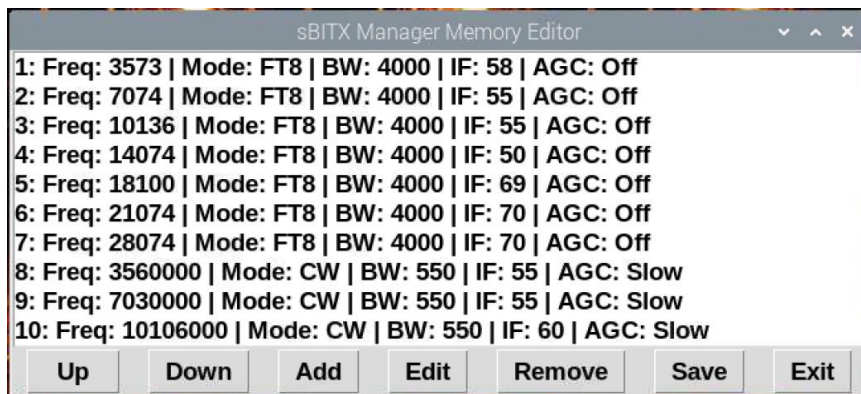 sBITX Manager Memory Editor
1: Freq: 3573 | Mode: FT8 | BW: 4000 | IF: 58 | AGC: Off
2: Freq: 7074 | Mode: FT8 | BW: 4000 | IF: 55 | AGC: Off
3: Freq: 10136 | Mode: FT8 | BW: 4000 | IF: 55 | AGC: Off
4: Freq: 14074 | Mode: FT8 | BW: 4000 | IF: 50 | AGC: Off
5: Freq: 18100 | Mode: FT8 | BW: 4000 | IF: 69 | AGC: Off
6: Freq: 21074 | Mode: FT8 | BW: 4000 | IF: 70 | AGC: Off
7: Freq: 28074 | Mode: FT8 | BW: 4000 | IF: 70 | AGC: Off
8: Freq: 3560000 | Mode: CW | BW: 550 | IF: 55 | AGC: Slow
9: Freq: 7030000 | Mode: CW | BW: 550 | IF: 55 | AGC: Slow
10: Freq: 10106000 | Mode: CW | BW: 550 | IF: 60 | AGC: Slow
Up Down Add Edit Remove Save Exit